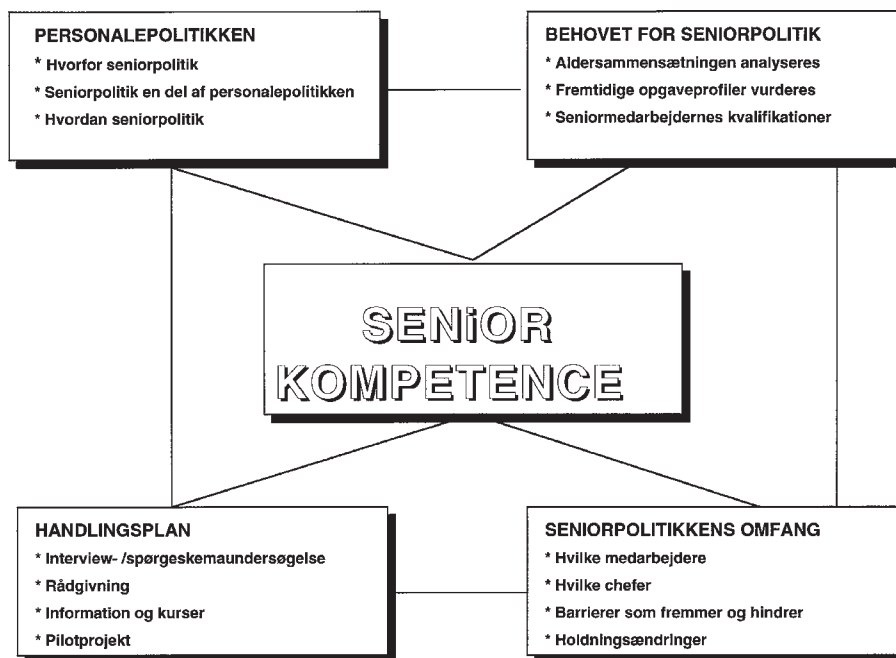 PERSONALEPOLITIKKEN
* Hvorfor seniorpolitik
* Seniorpolitik en del af personalepolitikken
* Hvordan seniorpolitik
BEHOVET FOR SENIORPOLITIK
* Aldersammensætningen analyseres
* Fremtidige opgaveprofiler vurderes
* Seniormedarbejdernes kvalifikationer
SENiOR
KOMPETENCE
HANDLINGSPLAN
* Interview- /spørgeskemaundersøgelse
* Rådgivning
* Information og kurser
* Pilotprojekt
SENIORPOLITIKKENS OMFANG
* Hvilke medarbejdere
* Hvilke chefer
* Barrierer som fremmer og hindrer
* Holdningsændringer